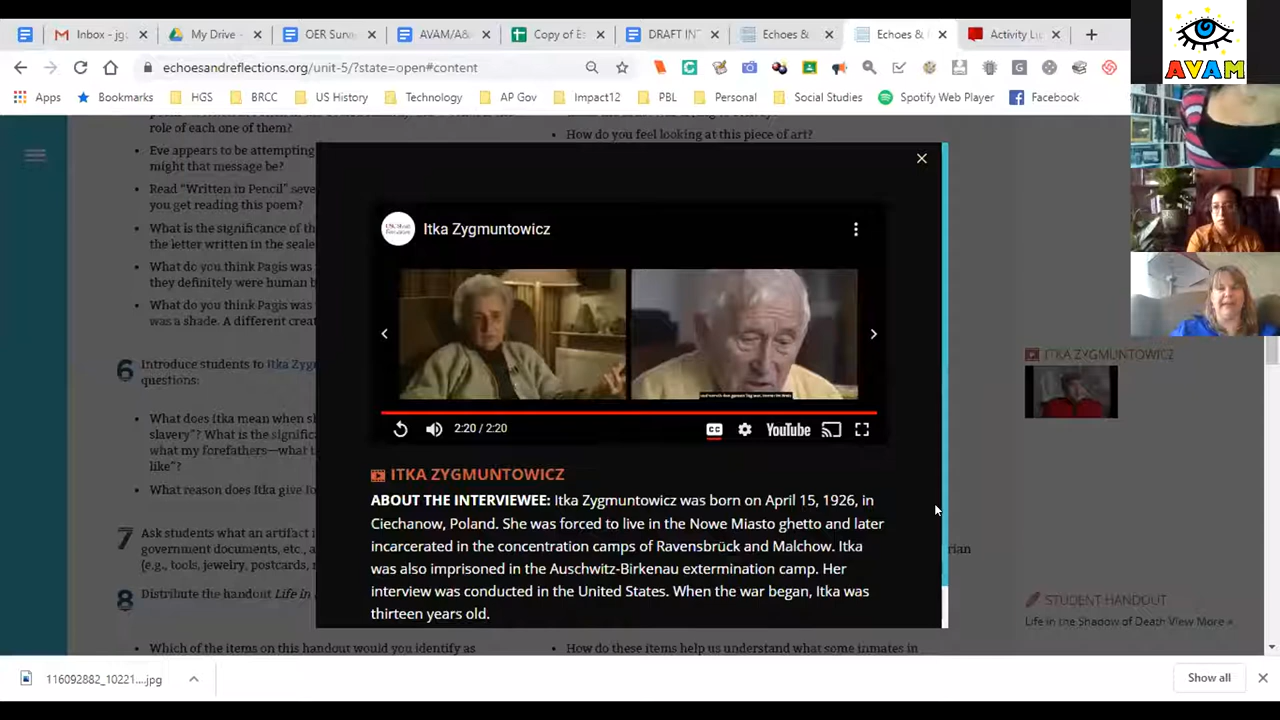 Inbox - jg
My Drive -
OER Surv
AVAM/A&
Copy of E
DRAFT IN
Echoes &
Echoes &
Activity Li
echoesandreflections.org/unit-5/?state=open#content
Apps
Bookmarks
HGS
BRCC
US History
Technology
AP Gov
Impact12
PBL
Personal
Social Studies
Spotify Web Player
Facebook
AVAM
role of each one of them?
How do you feel looking at this piece of art?
Eve appears to be attempting
might that message be?
Read "Written in Pencil" seve
you get reading this poem?
What is the significance of th
the letter written in the seale
What do you think Pagis was
they definitely were human b
What do you think Pagis was
was a shade. A different creat
6 Introduce students to Itka Zyg
questions:
What does Itka mean when s
slavery"? What is the signific
what my forefathers—what t
like"?
What reason does Itka give fo
7 Ask students what an artifact i
government documents, etc., a
(e.g., tools, jewelry, postcards,
8 Distribute the handout Life in
Which of the items on this handout would you identify as
How do these items help us understand what some inmates in
Itka Zygmuntowicz
2:20 / 2:20
CC
YouTube
ITKA ZYGMUNTOWICZ
ABOUT THE INTERVIEWEE: Itka Zygmuntowicz was born on April 15, 1926, in
Ciechanow, Poland. She was forced to live in the Nowe Miasto ghetto and later
incarcerated in the concentration camps of Ravensbrück and Malchow. Itka
was also imprisoned in the Auschwitz-Birkenau extermination camp. Her
interview was conducted in the United States. When the war began, Itka was
thirteen years old.
ITKA ZYGMUNTOWICZ
STUDENT HANDOUT
Life in the Shadow of Death View More »
116092882_10221....jpg
Show all